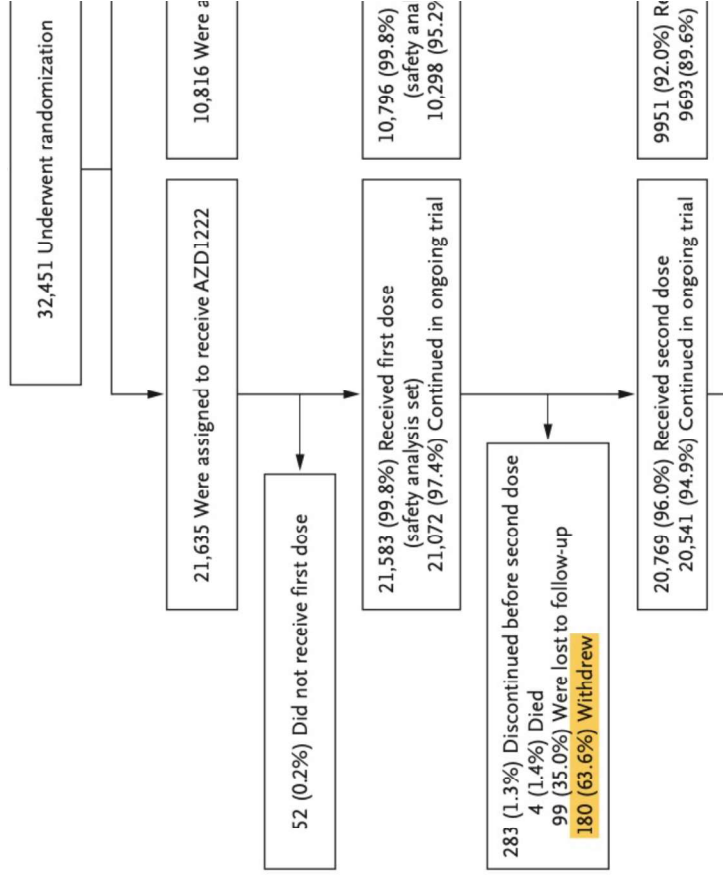 32,451 Underwent randomization
21,635 Were assigned to receive AZD1222
10,816 Were
52 (0.2%) Did not receive first dose
21,583 (99.8%) Received first dose
(safety analysis set)
21,072 (97.4%) Continued in ongoing trial
10,796 (99.8%)
(safety
10,298 (95.2%
283 (1.3%) Discontinued before second dose
4 (1.4%) Died
99 (35.0%) Were lost to follow-up
180 (63.6%) Withdrew
20,769 (96.0%) Received second dose
20,541 (94.9%) Continued in ongoing trial
9951 (92.0%)
9693 (89.6%)